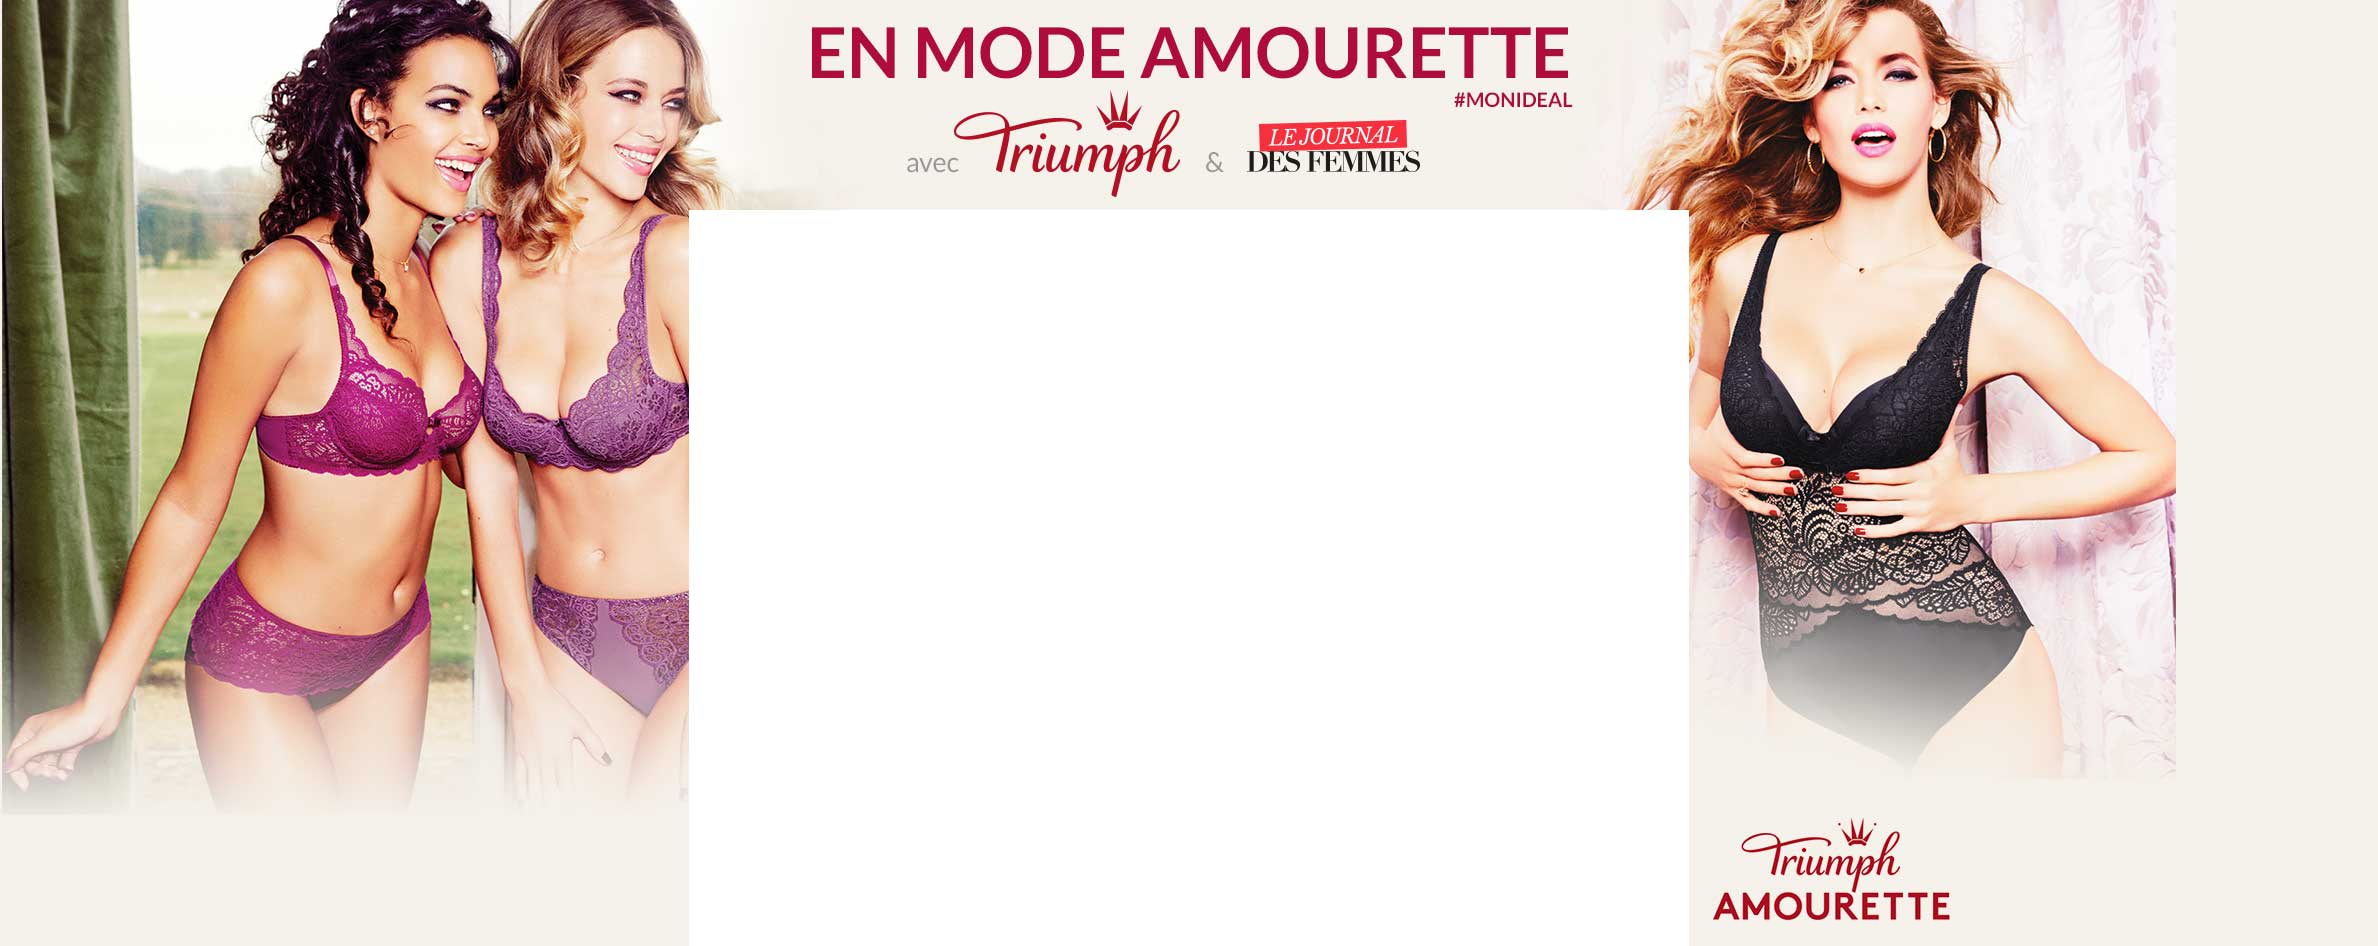 EN MODE AMOURETTE
#MONIDEAL
avec Triumph & LE JOURNAL DES FEMMES
Triumph
AMOURETTE